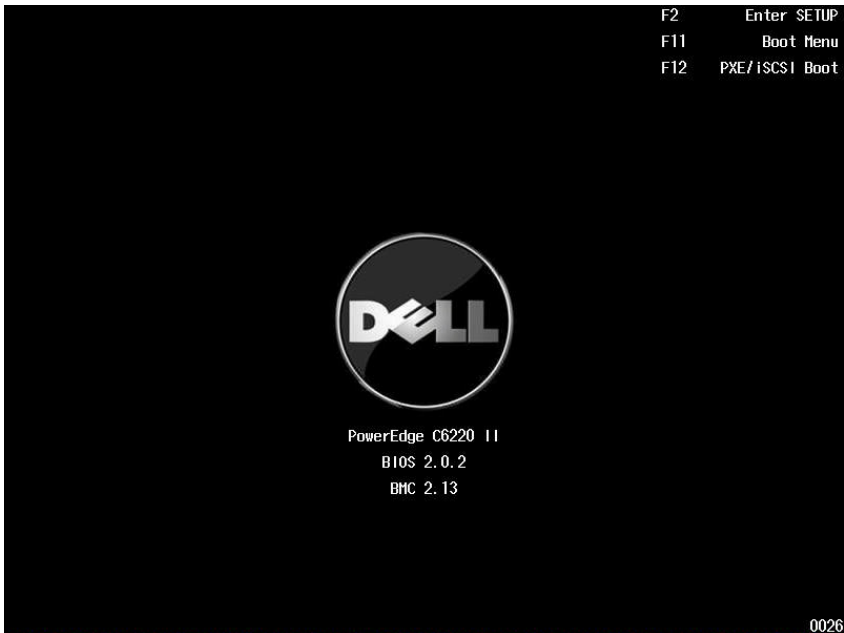 F2 Enter SETUP
F11 Boot Menu
F12 PXE/iSCSI Boot
DELL
PowerEdge C6220 II
BIOS 2.0.2
BMC 2.13
0026